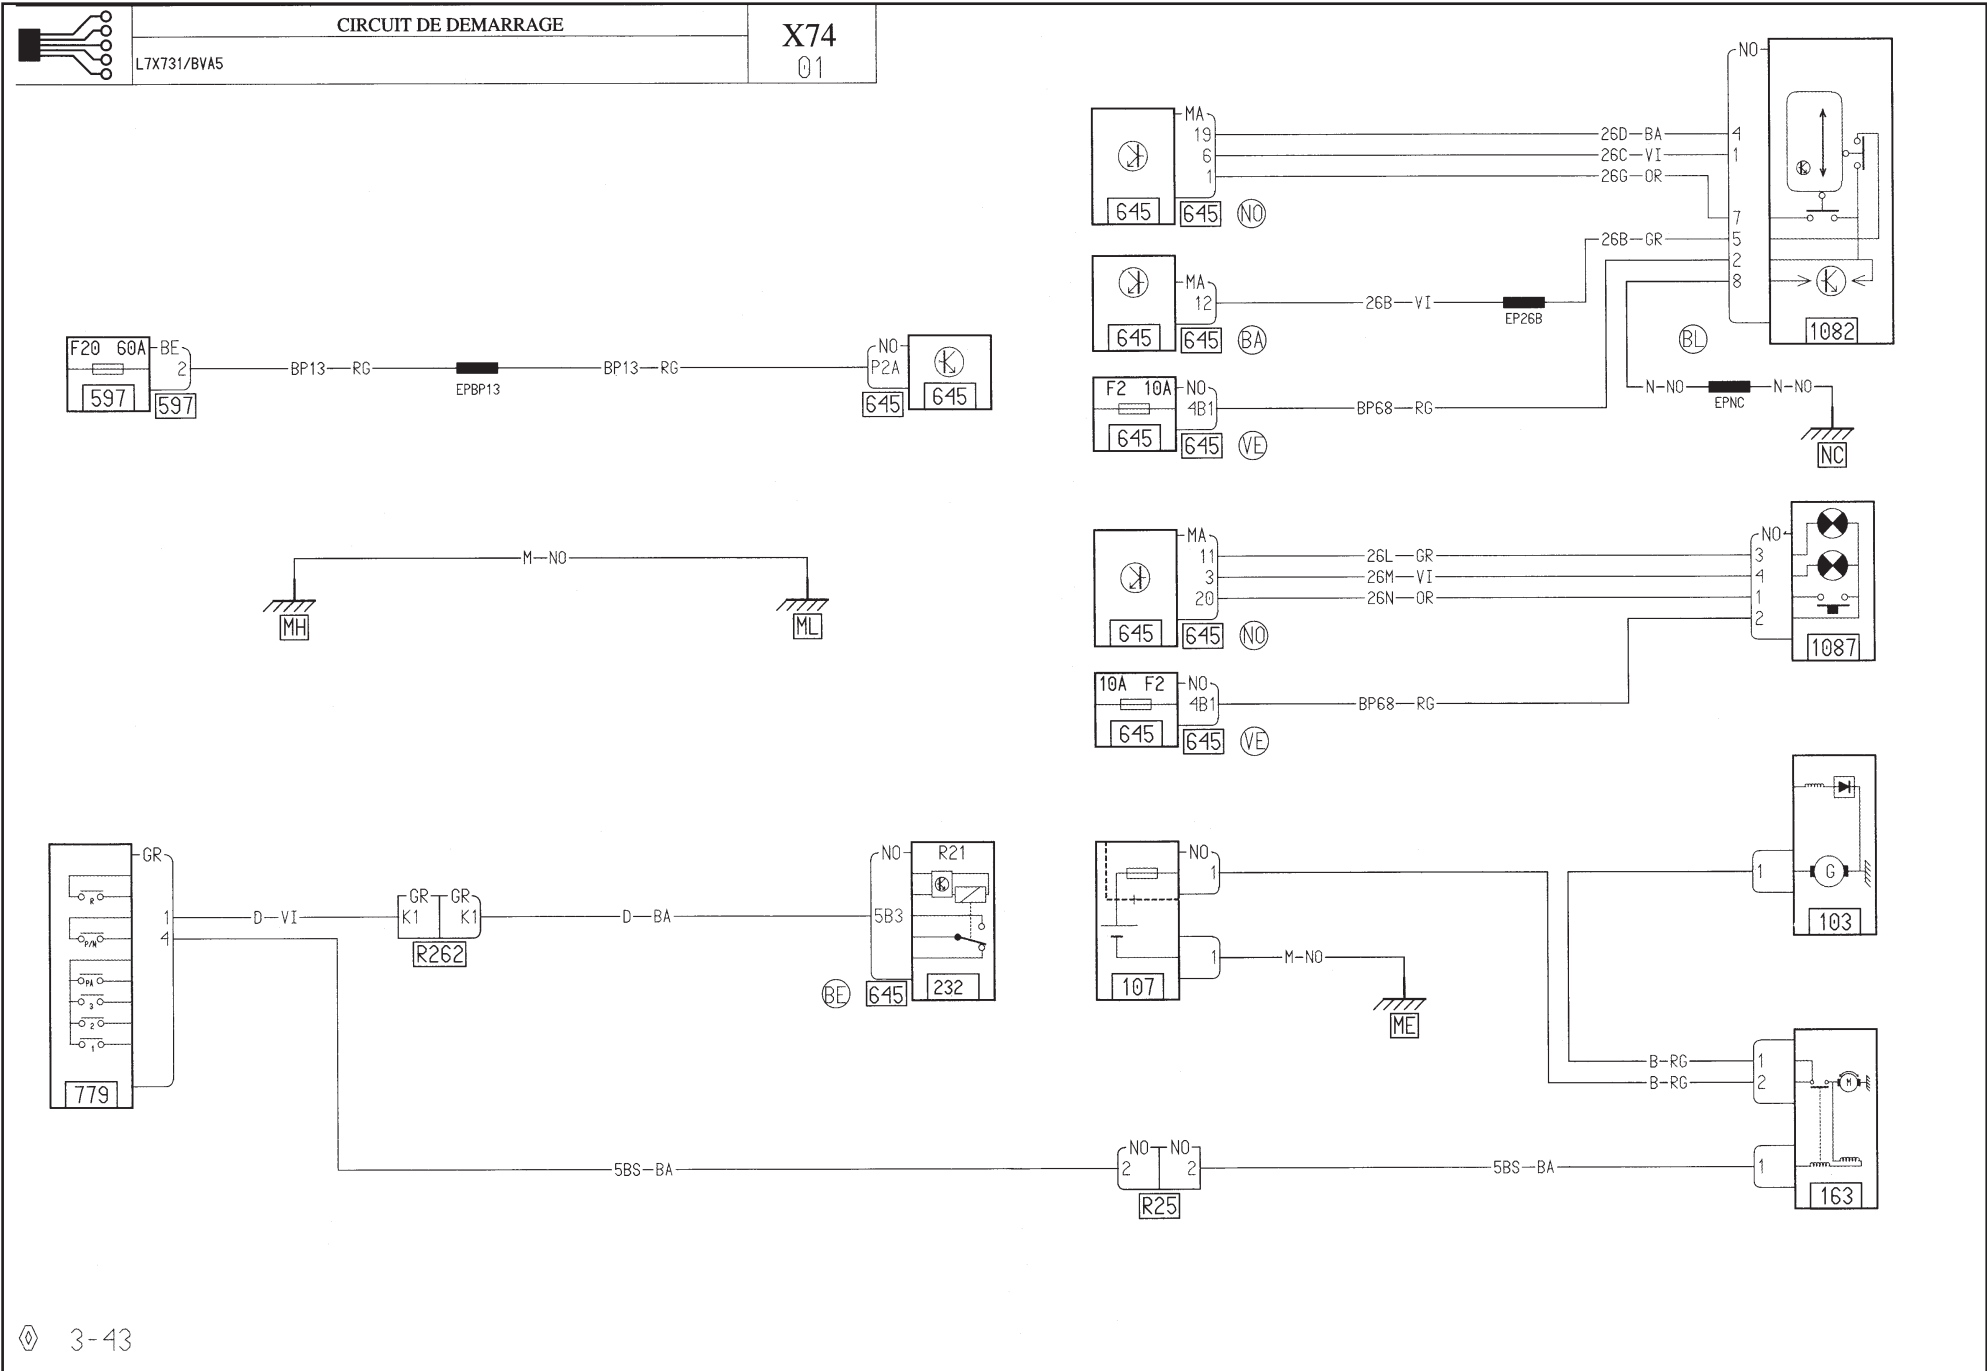 CIRCUIT DE DEMARRAGE
X74
01
L7X731/BVA5
NO
4
1
7
5
2
8
1082
BL
MA
19
6
1
26D-BA
26C-VI
26G-OR
645
645
NO
26B-GR
MA
12
26B-VI
EP26B
645
645
BA
F2 10A
NO
4B1
BP68-RG
645
645
VE
N-NO
EPNC
N-NO
NC
F20 60A
BE
2
BP13-RG
EPBP13
BP13-RG
NO
P2A
597
597
645
645
M-NO
MH
ML
MA
11
3
20
26L-GR
26M-VI
26N-OR
NO
3
4
1
2
645
645
NO
1087
10A F2
NO
4B1
BP68-RG
645
645
VE
GR
R
P/N
PA
3
2
1
1
4
779
D-VI
GR GR
K1 K1
R262
D-BA
NO
5B3
R21
BE
645
232
NO
1
1
107
M-NO
ME
1
G
103
B-RG
B-RG
1
2
M
5BS-BA
NO NO
2 2
R25
5BS-BA
1
163
3-43